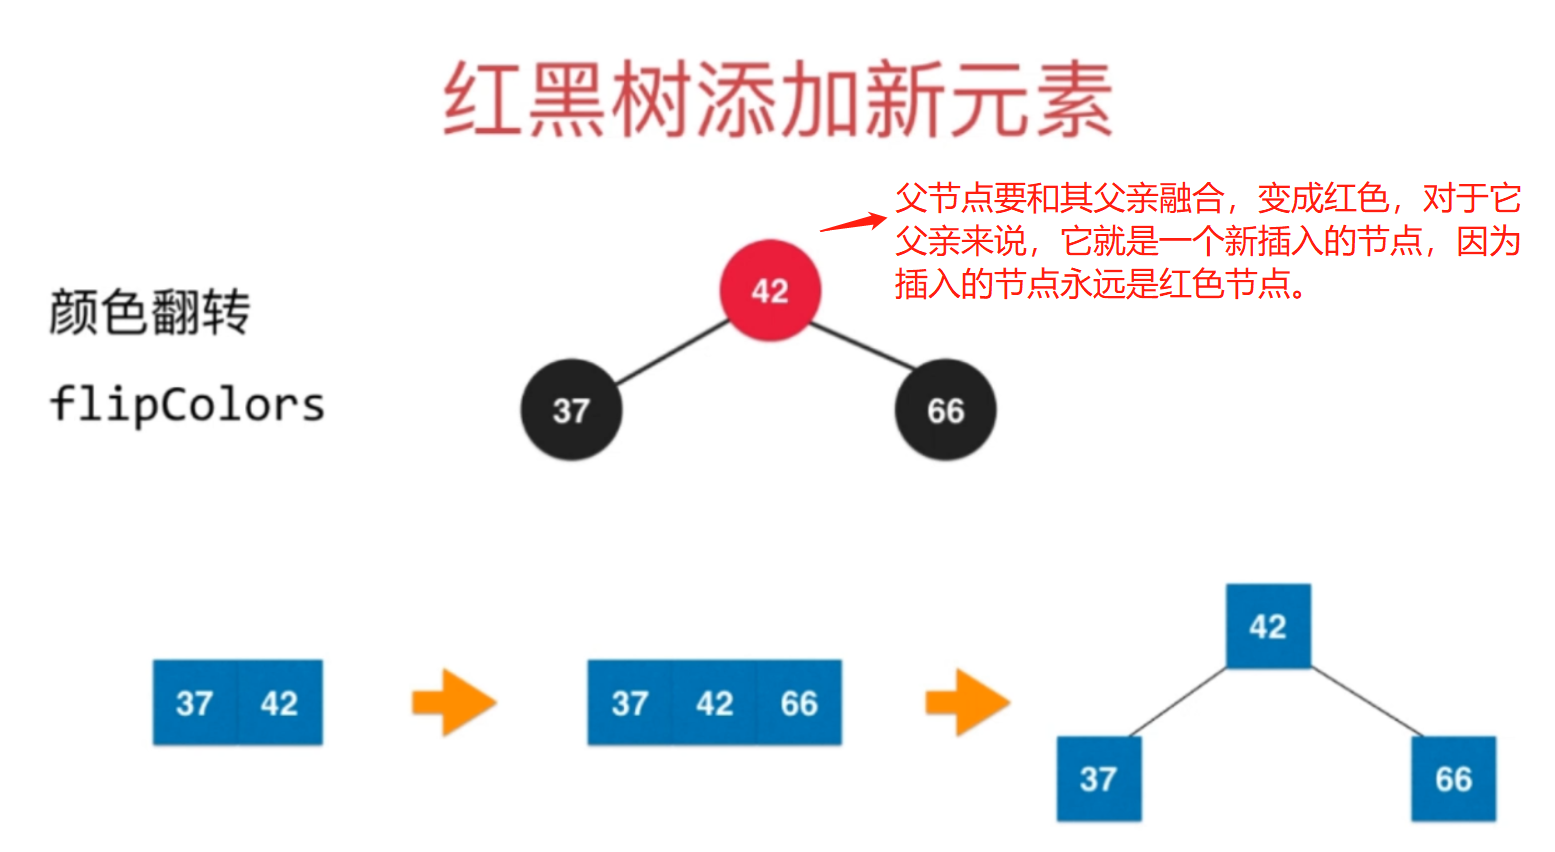 红黑树添加新元素
父节点要和其父亲融合，变成红色，对于它
父亲来说，它就是一个新插入的节点，因为
插入的节点永远是红色节点。
42
颜色翻转
flipColors
37
66
42
37 42
37 42 66
37
66